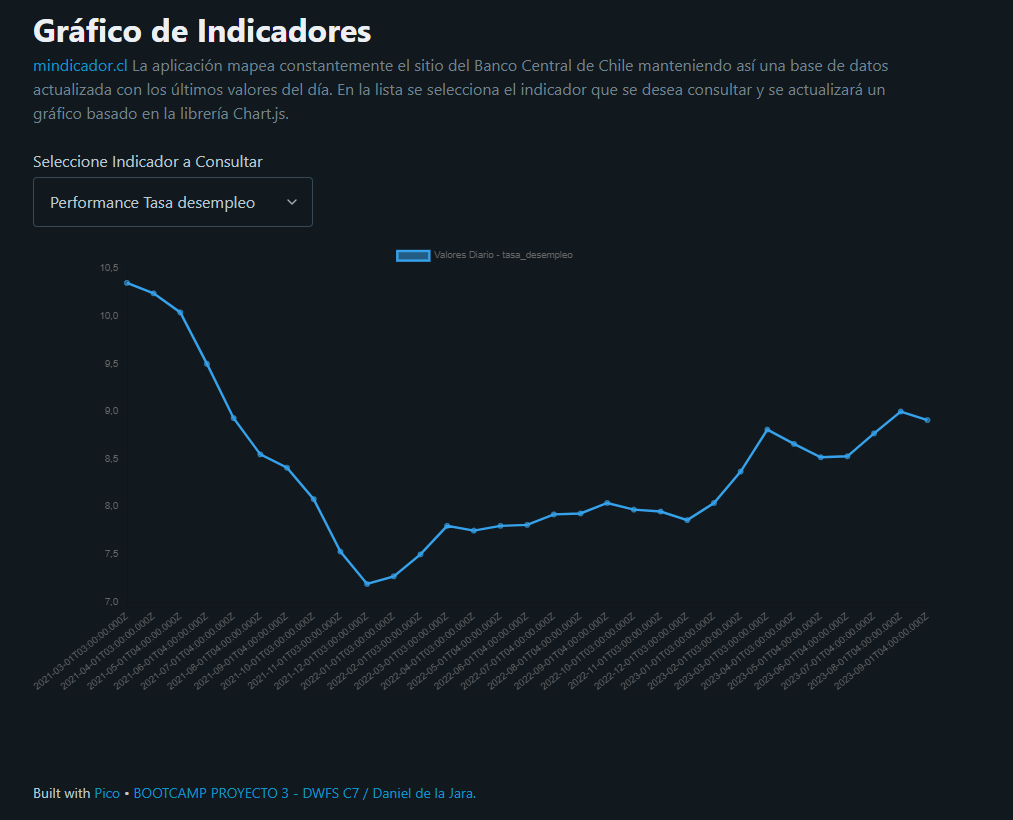 Gráfico de Indicadores
mindicador.cl La aplicación mapea constantemente el sitio del Banco Central de Chile manteniendo así una base de datos
actualizada con los últimos valores del día. En la lista se selecciona el indicador que se desea consultar y se actualizará un
gráfico basado en la librería Chart.js.
Seleccione Indicador a Consultar
Performance Tasa desempleo
Valores Diario - tasa_desempleo
10,5
10,0
9,5
9,0
8,5
8,0
7,5
7,0
2021-03-01T03:00:00.000Z
2021-04-01T03:00:00.000Z
2021-05-01T04:00:00.000Z
2021-06-01T04:00:00.000Z
2021-07-01T04:00:00.000Z
2021-08-01T04:00:00.000Z
2021-09-01T04:00:00.000Z
2021-10-01T03:00:00.000Z
2021-11-01T03:00:00.000Z
2021-12-01T03:00:00.000Z
2022-01-01T03:00:00.000Z
2022-02-01T03:00:00.000Z
2022-03-01T03:00:00.000Z
2022-04-01T03:00:00.000Z
2022-05-01T04:00:00.000Z
2022-06-01T04:00:00.000Z
2022-07-01T04:00:00.000Z
2022-08-01T04:00:00.000Z
2022-09-01T04:00:00.000Z
2022-10-01T03:00:00.000Z
2022-11-01T03:00:00.000Z
2022-12-01T03:00:00.000Z
2023-01-01T03:00:00.000Z
2023-02-01T03:00:00.000Z
2023-03-01T03:00:00.000Z
2023-04-01T03:00:00.000Z
2023-05-01T04:00:00.000Z
2023-06-01T04:00:00.000Z
2023-07-01T04:00:00.000Z
2023-08-01T04:00:00.000Z
2023-09-01T04:00:00.000Z
Built with Pico • BOOTCAMP PROYECTO 3 - DWFS C7 / Daniel de la Jara.